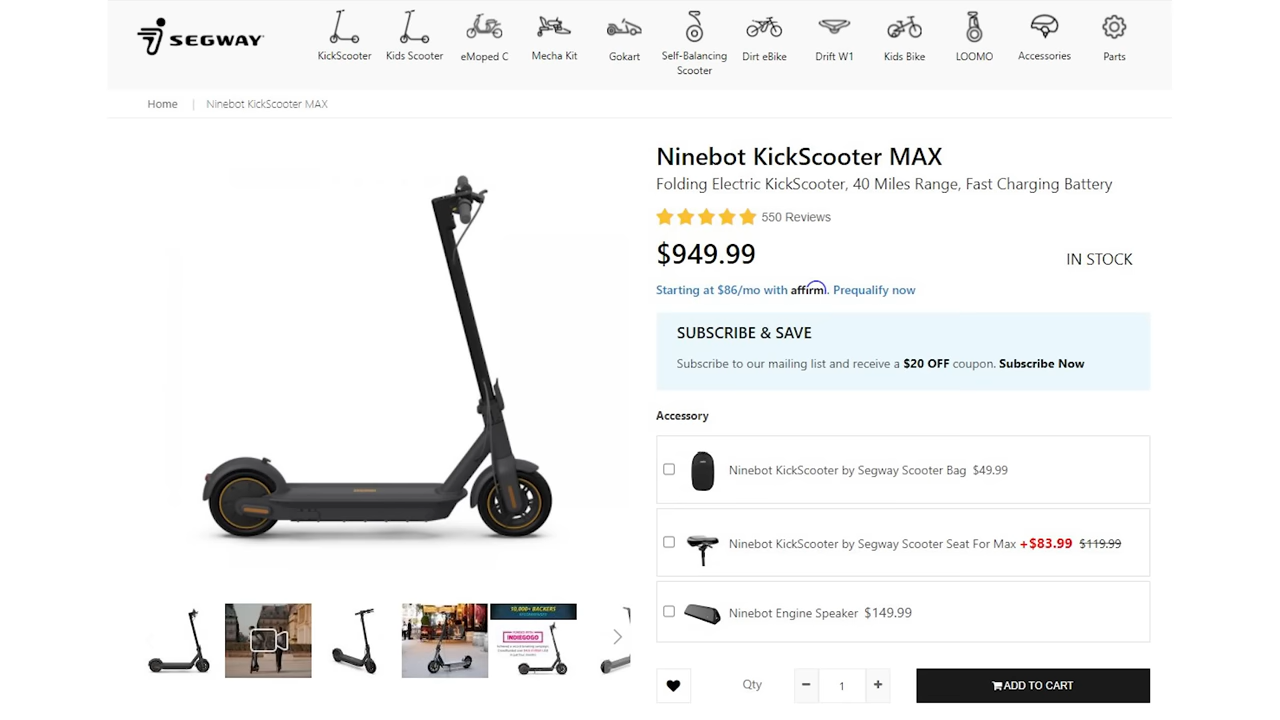 SEGWAY
KickScooter
Kids Scooter
eMoped C
Mecha Kit
Gokart
Self-Balancing
Scooter
Dirt eBike
Drift W1
Kids Bike
LOOMO
Accessories
Parts
Home | Ninebot KickScooter MAX
Ninebot KickScooter MAX
Folding Electric KickScooter, 40 Miles Range, Fast Charging Battery
550 Reviews
$949.99
IN STOCK
Starting at $86/mo with affirm. Prequalify now
SUBSCRIBE & SAVE
Subscribe to our mailing list and receive a $20 OFF coupon. Subscribe Now
Accessory
Ninebot KickScooter by Segway Scooter Bag $49.99
Ninebot KickScooter by Segway Scooter Seat For Max +$83.99 $119.99
Ninebot Engine Speaker $149.99
10,000+ BACKERS
INDIEGOGO
Qty
- 1 +
ADD TO CART